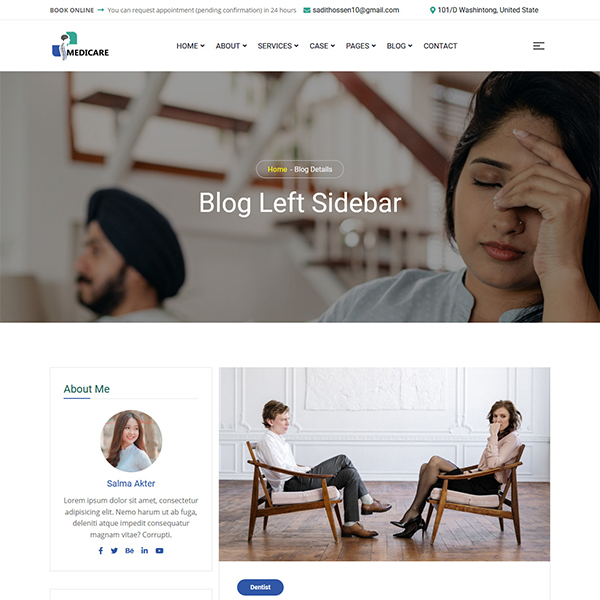 BOOK ONLINE → You can request appointment (pending confirmation) in 24 hours sadithossen10@gmail.com 101/D Washintong, United State
MEDICARE HOME ABOUT SERVICES CASE PAGES BLOG CONTACT
Home - Blog Details
Blog Left Sidebar
About Me
Salma Akter
Lorem ipsum dolor sit amet, consectetur
adipisicing elit. Nemo harum ut ab fuga,
deleniti atque impedit consequatur
magnam vitae? Corrupti.
f Bē in
Dentist